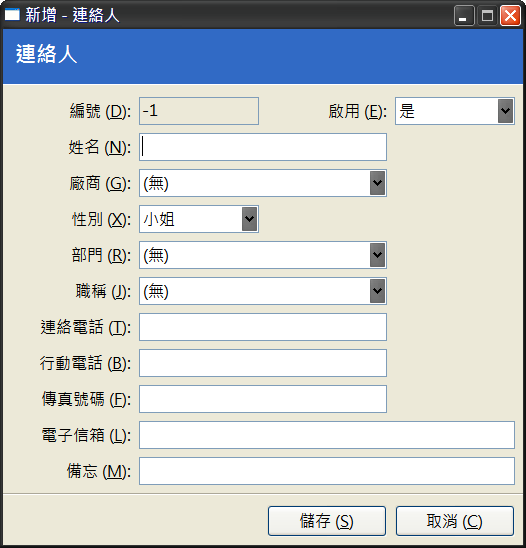 新增 - 連絡人
連絡人
編號 (D): -1 啟用 (E): 是
姓名 (N):
廠商 (G): (無)
性別 (X): 小姐
部門 (R): (無)
職稱 (J): (無)
連絡電話 (T):
行動電話 (B):
傳真號碼 (F):
電子信箱 (L):
備忘 (M):
儲存 (S) 取消 (C)